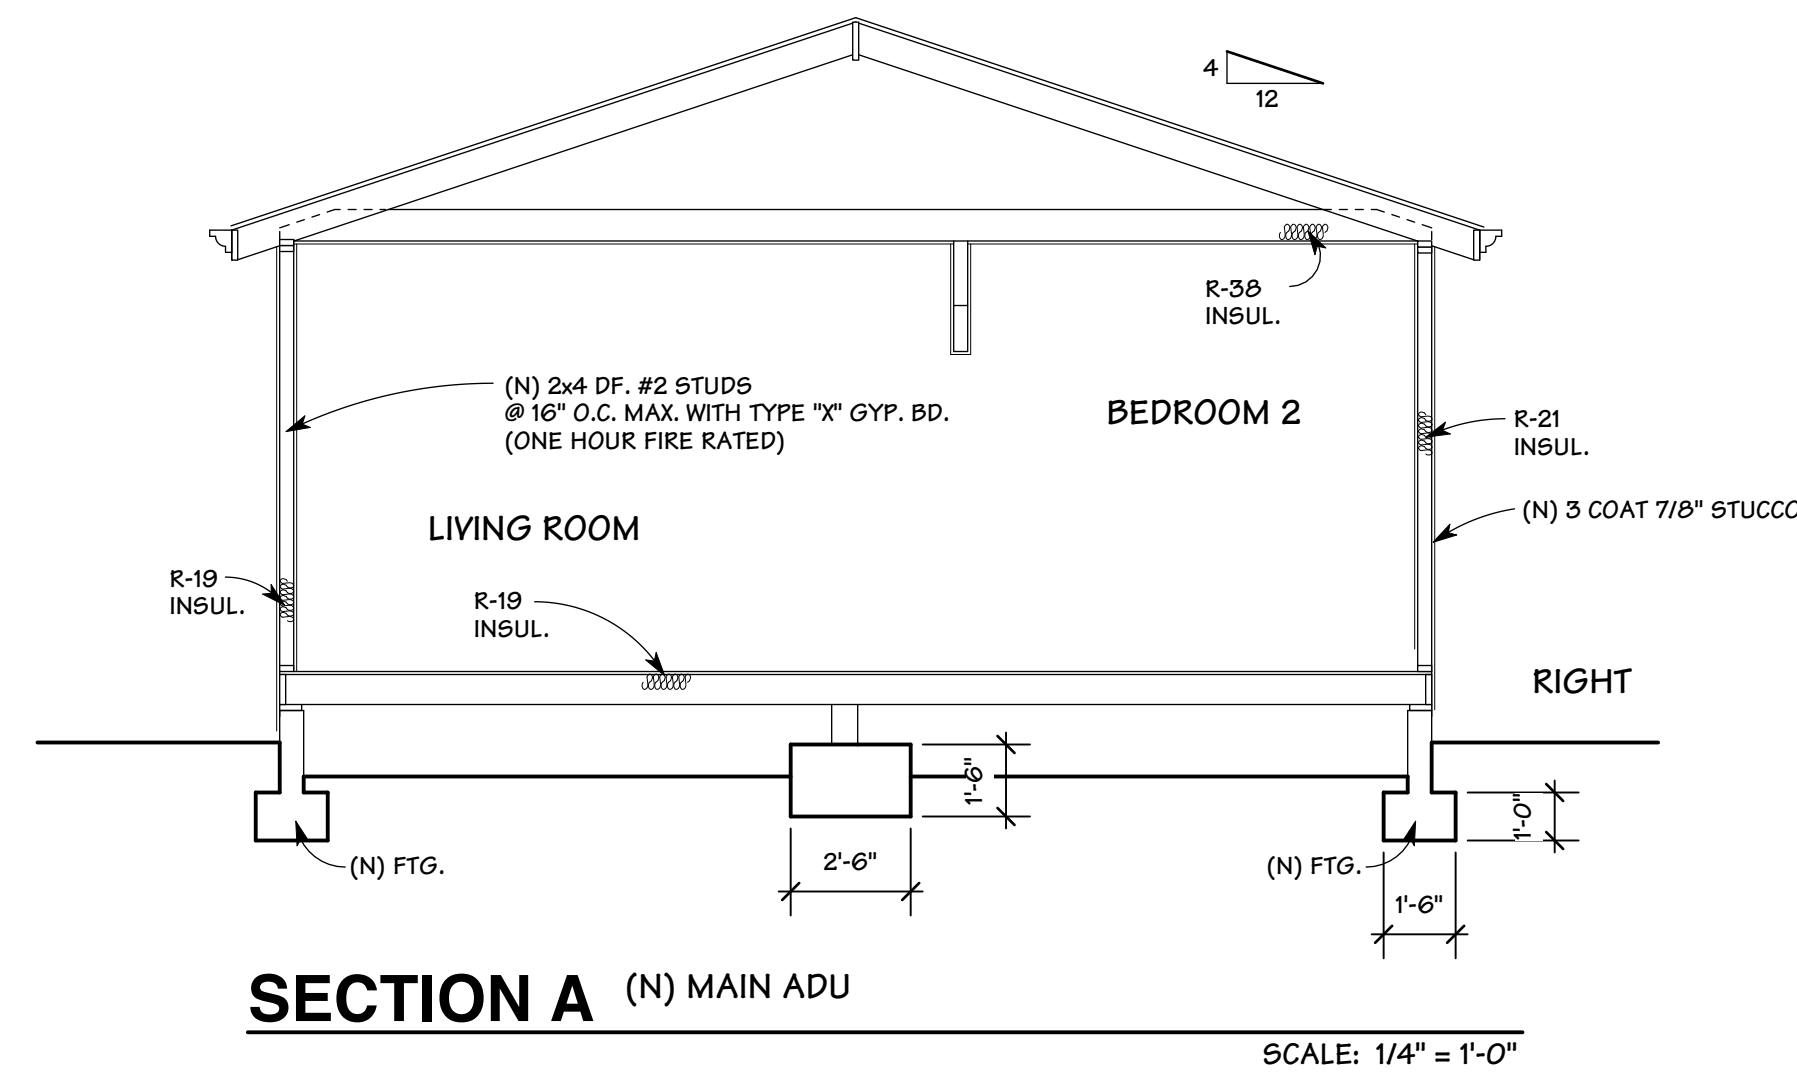 4
12
R-38
INSUL.
(N) 2x4 DF. #2 STUDS
@ 16" O.C. MAX. WITH TYPE "X" GYP. BD.
(ONE HOUR FIRE RATED)
BEDROOM 2
R-21
INSUL.
(N) 3 COAT 7/8" STUCCO
LIVING ROOM
R-19
INSUL.
R-19
INSUL.
RIGHT
1'-6"
1'-0"
2'-6"
(N) FTG.
(N) FTG.
1'-6"
SECTION A (N) MAIN ADU
SCALE: 1/4" = 1'-0"